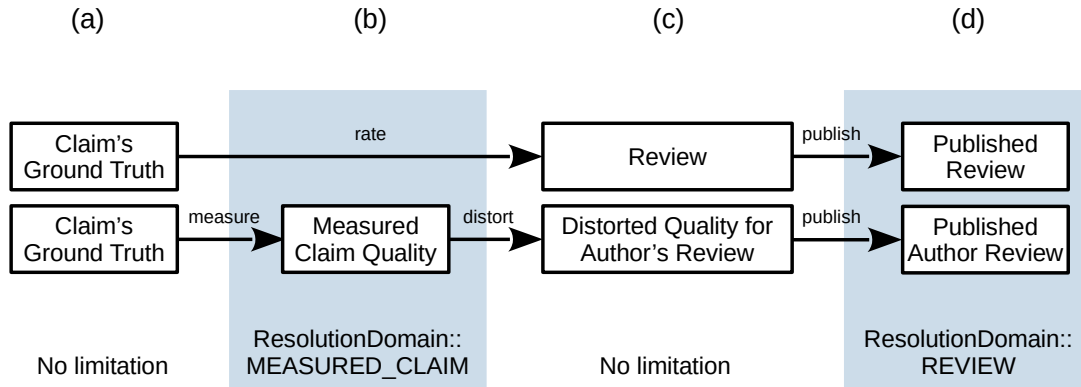 (a)
(b)
(c)
(d)
Claim’s
Ground Truth
rate
Review
publish
Published
Review
Claim’s
Ground Truth
measure
Measured
Claim Quality
distort
Distorted Quality for
Author’s Review
publish
Published
Author Review
No limitation
ResolutionDomain::
MEASURED_CLAIM
No limitation
ResolutionDomain::
REVIEW